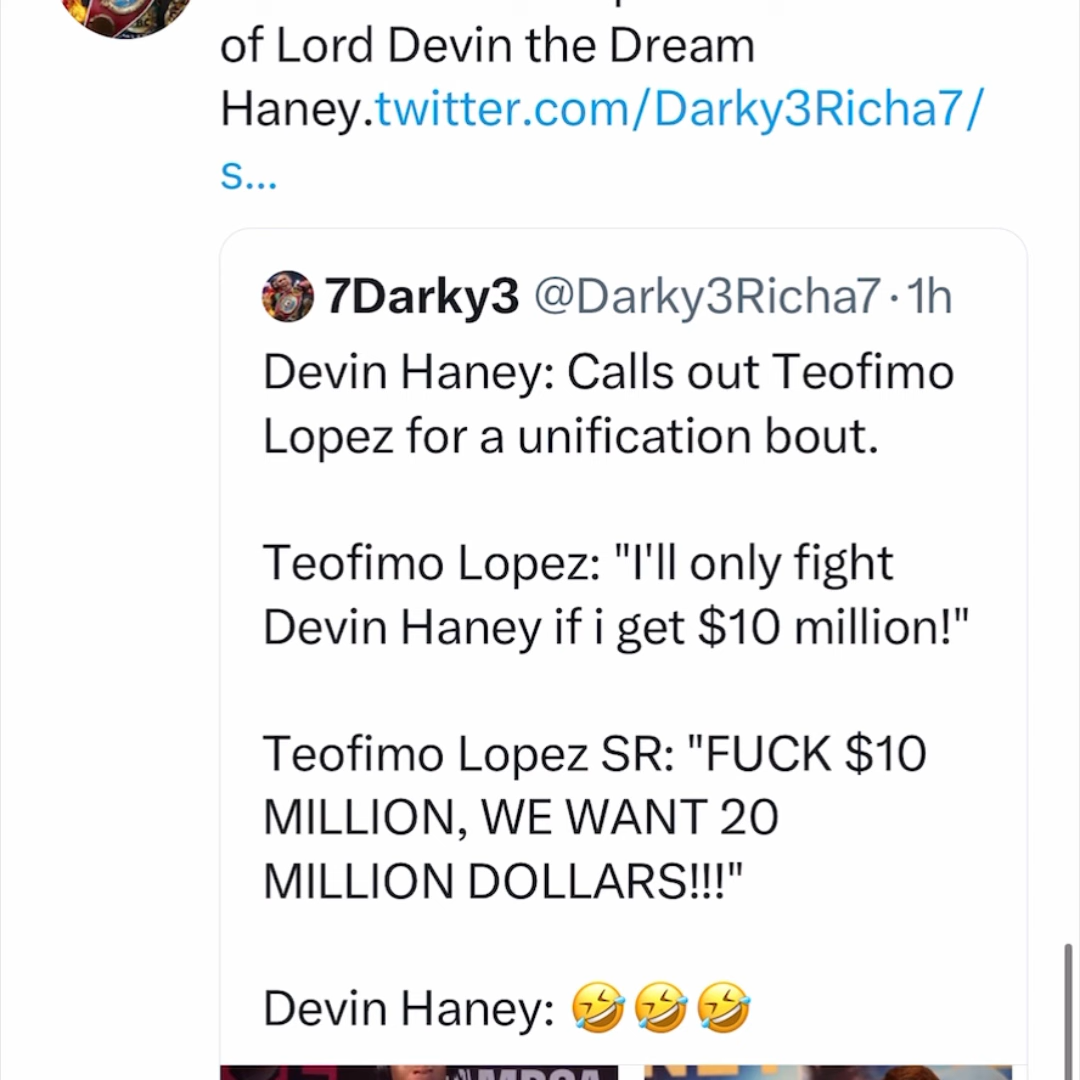 of Lord Devin the Dream
Haney.twitter.com/Darky3Richa7/
s...
7Darky3 @Darky3Richa7 · 1h
Devin Haney: Calls out Teofimo
Lopez for a unification bout.
Teofimo Lopez: "I'll only fight
Devin Haney if i get $10 million!"
Teofimo Lopez SR: "FUCK $10
MILLION, WE WANT 20
MILLION DOLLARS!!!"
Devin Haney: 🤣🤣🤣